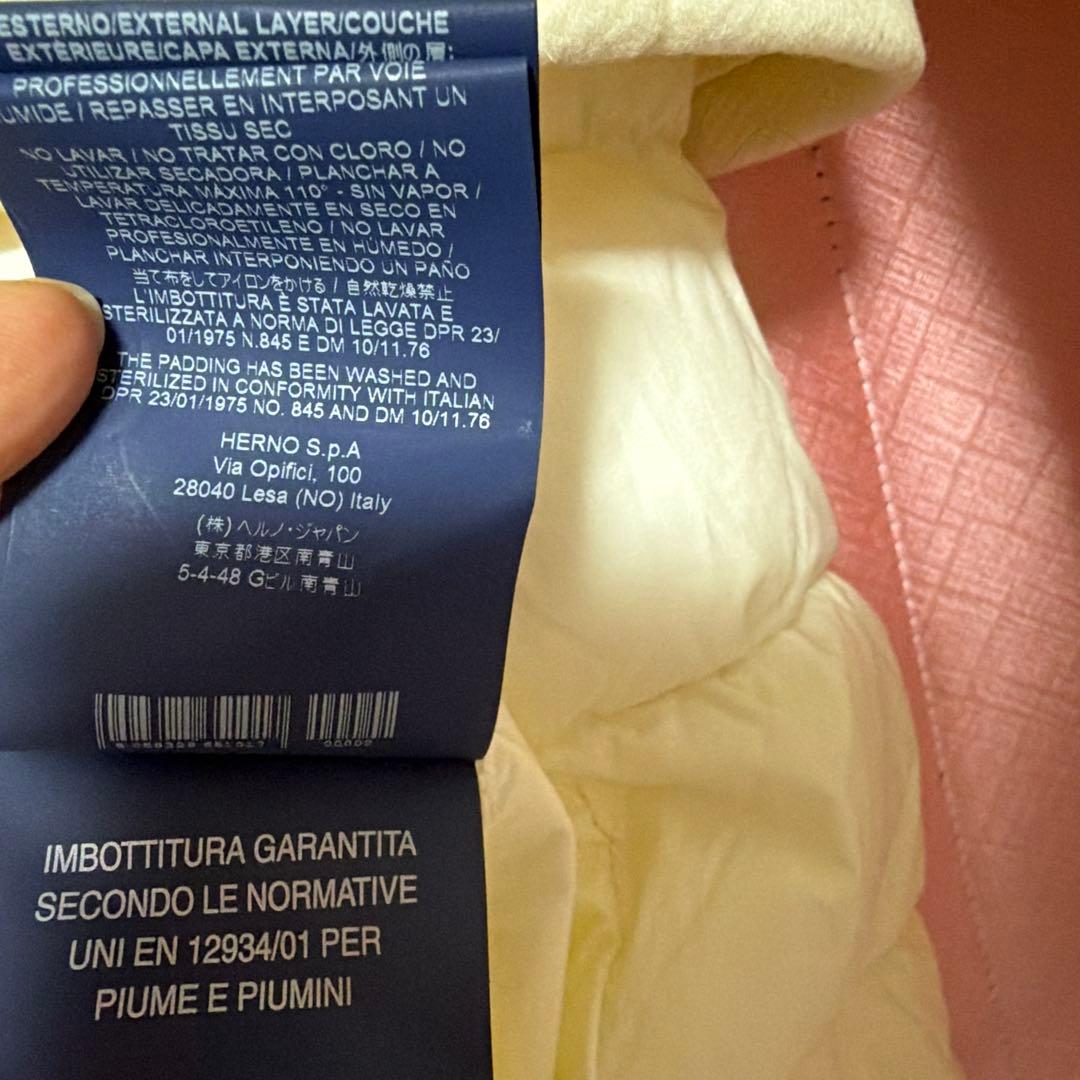 ESTERNO/EXTERNAL LAYER/COUCHE
EXTÉRIEURE/CAPA EXTERNA/外側の層:
PROFESSIONNELLEMENT PAR VOIE
UMIDE / REPASSER EN INTERPOSANT UN
TISSU SEC
NO LAVAR / NO TRATAR CON CLORO / NO
UTILIZAR SECADORA / PLANCHAR A
TEMPERATURA MÁXIMA 110° - SIN VAPOR /
LAVAR DELICADAMENTE EN SECO EN
TETRACLOROETILENO / NO LAVAR
PROFESIONALMENTE EN HÚMEDO /
PLANCHAR INTERPONIENDO UN PAÑO
当て布をしてアイロンをかける / 自然乾燥禁止
L'IMBOTTITURA È STATA LAVATA E
STERILIZZATA A NORMA DI LEGGE DPR 23/
01/1975 N.845 E DM 10/11.76
THE PADDING HAS BEEN WASHED AND
STERILIZED IN CONFORMITY WITH ITALIAN
DPR 23/01/1975 NO. 845 AND DM 10/11.76
HERNO S.p.A
Via Opifici, 100
28040 Lesa (NO) Italy
(株) ヘルノ・ジャパン
東京都港区南青山
5-4-48 Gビル南青山
IMBOTTITURA GARANTITA
SECONDO LE NORMATIVE
UNI EN 12934/01 PER
PIUME E PIUMINI